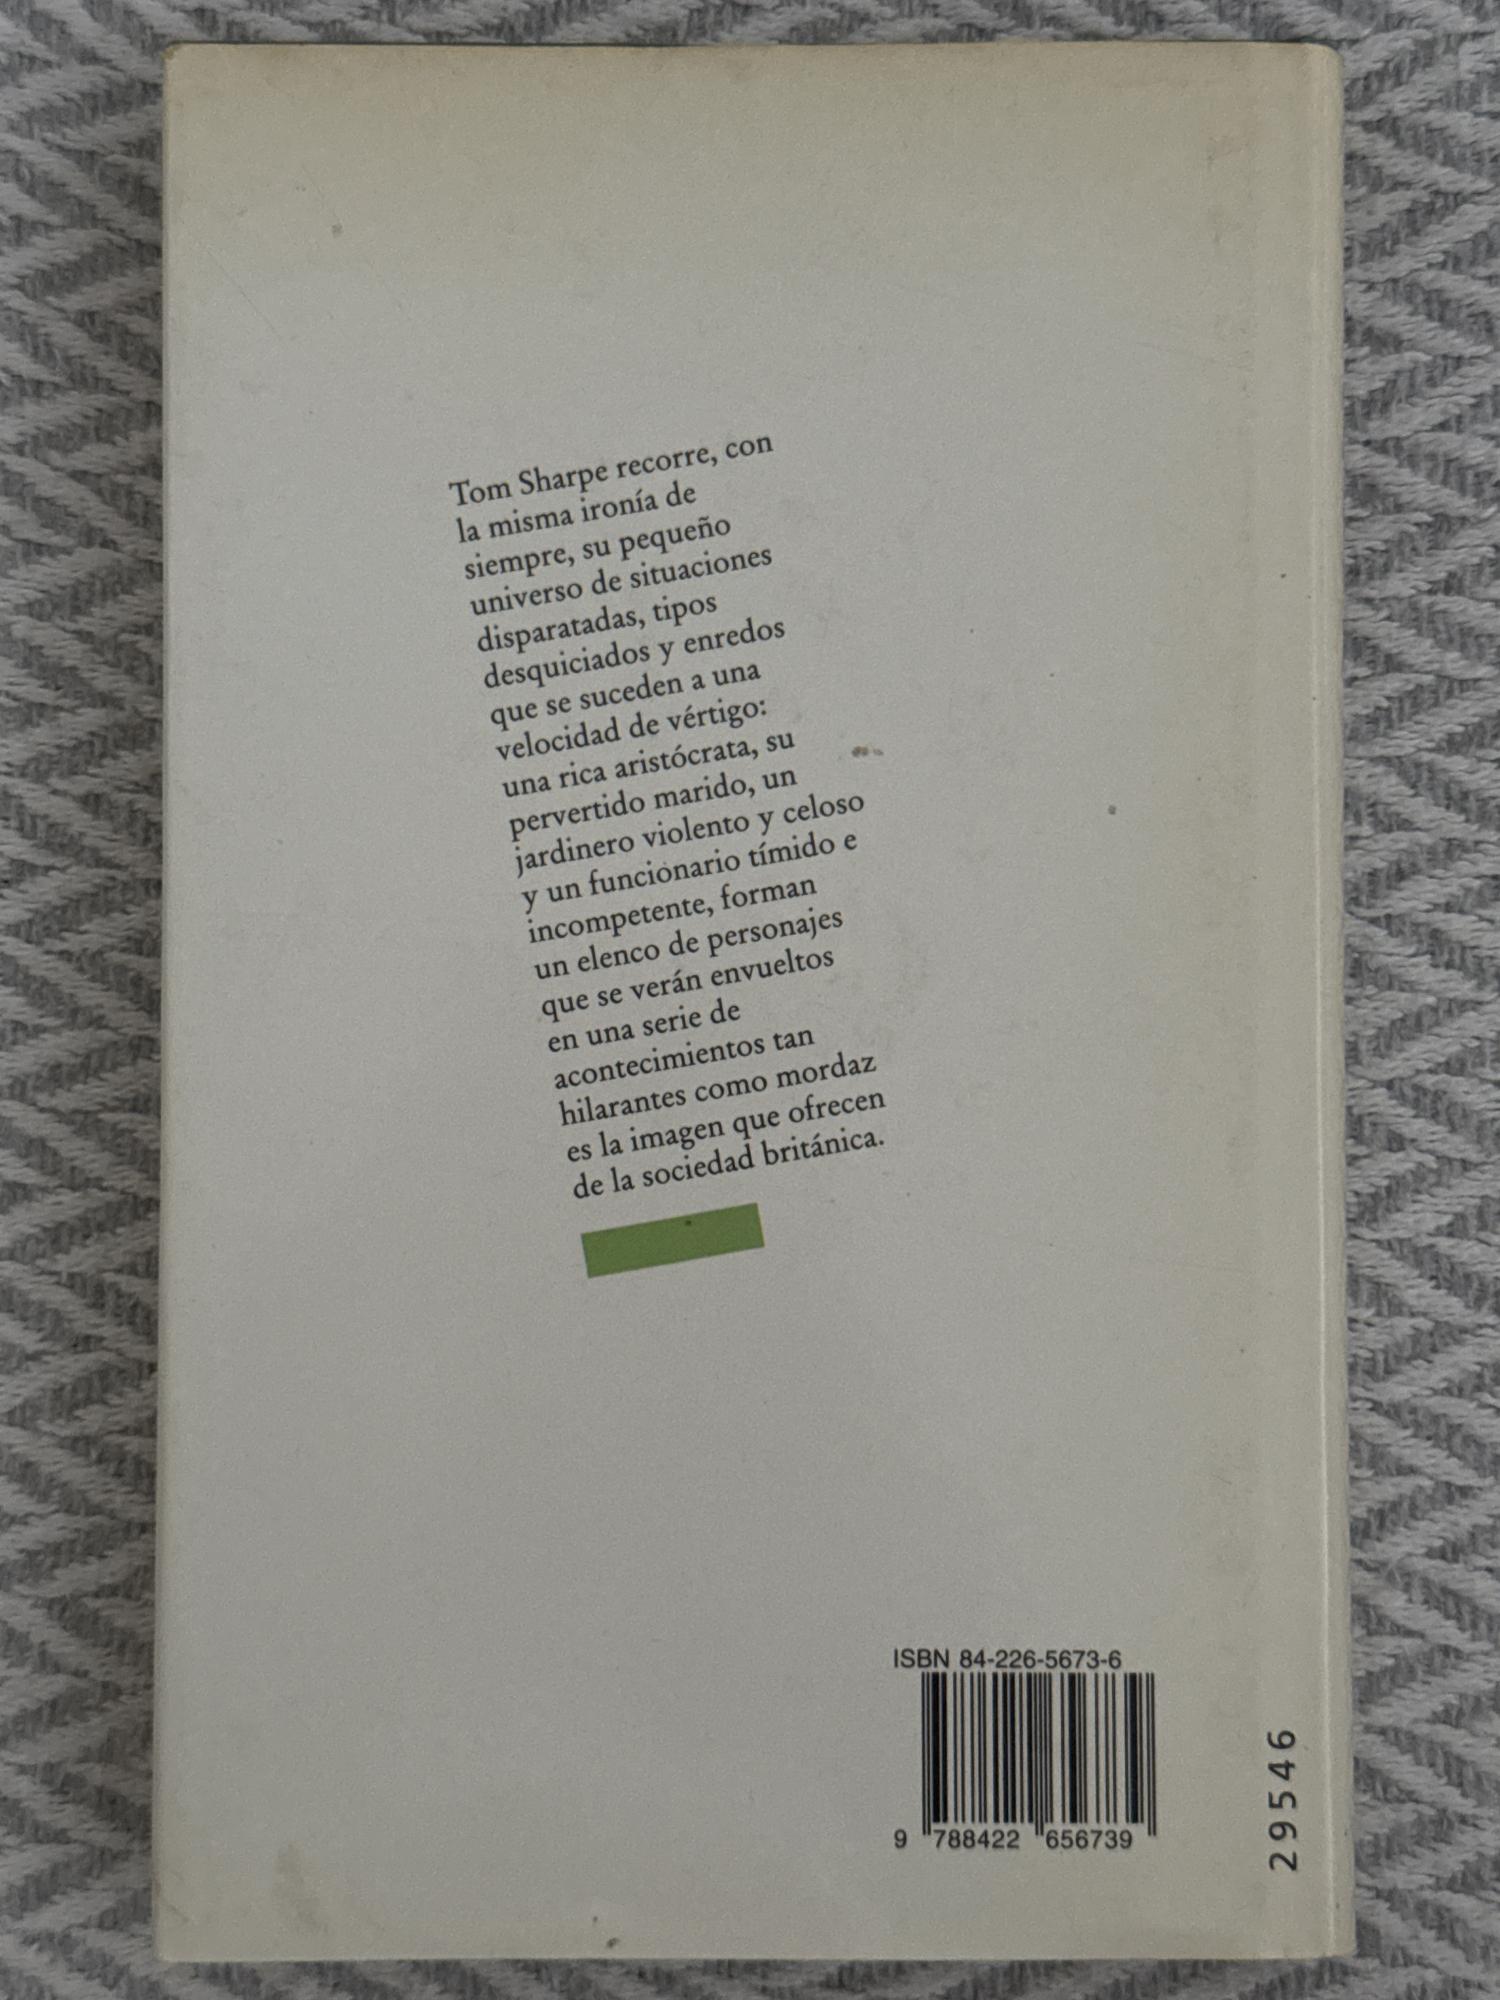 Tom Sharpe recorre, con
la misma ironía de
siempre, su pequeño
universo de situaciones
disparatadas, tipos
desquiciados y enredos
que se suceden a una
velocidad de vértigo:
una rica aristócrata, su
pervertido marido, un
jardinero violento y celoso
y un funcionario tímido e
incompetente, forman
un elenco de personajes
que se verán envueltos
en una serie de
acontecimientos tan
hilarantes como mordaz
es la imagen que ofrecen
de la sociedad británica.
ISBN 84-226-5673-6
9 788422 656739
29546